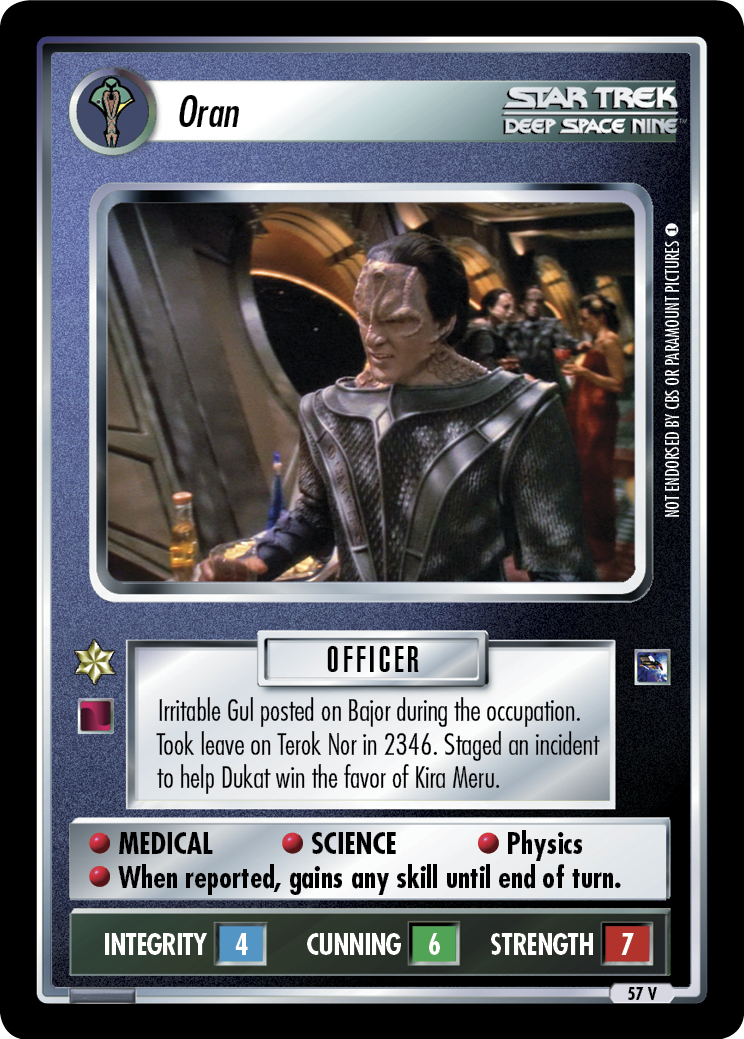 Oran
STAR TREK
DEEP SPACE NINE™
NOT ENDORSED BY CBS OR PARAMOUNT PICTURES 1
OFFICER
Irritable Gul posted on Bajor during the occupation.
Took leave on Terok Nor in 2346. Staged an incident
to help Dukat win the favor of Kira Meru.
MEDICAL SCIENCE Physics
When reported, gains any skill until end of turn.
INTEGRITY 4 CUNNING 6 STRENGTH 7
57 V